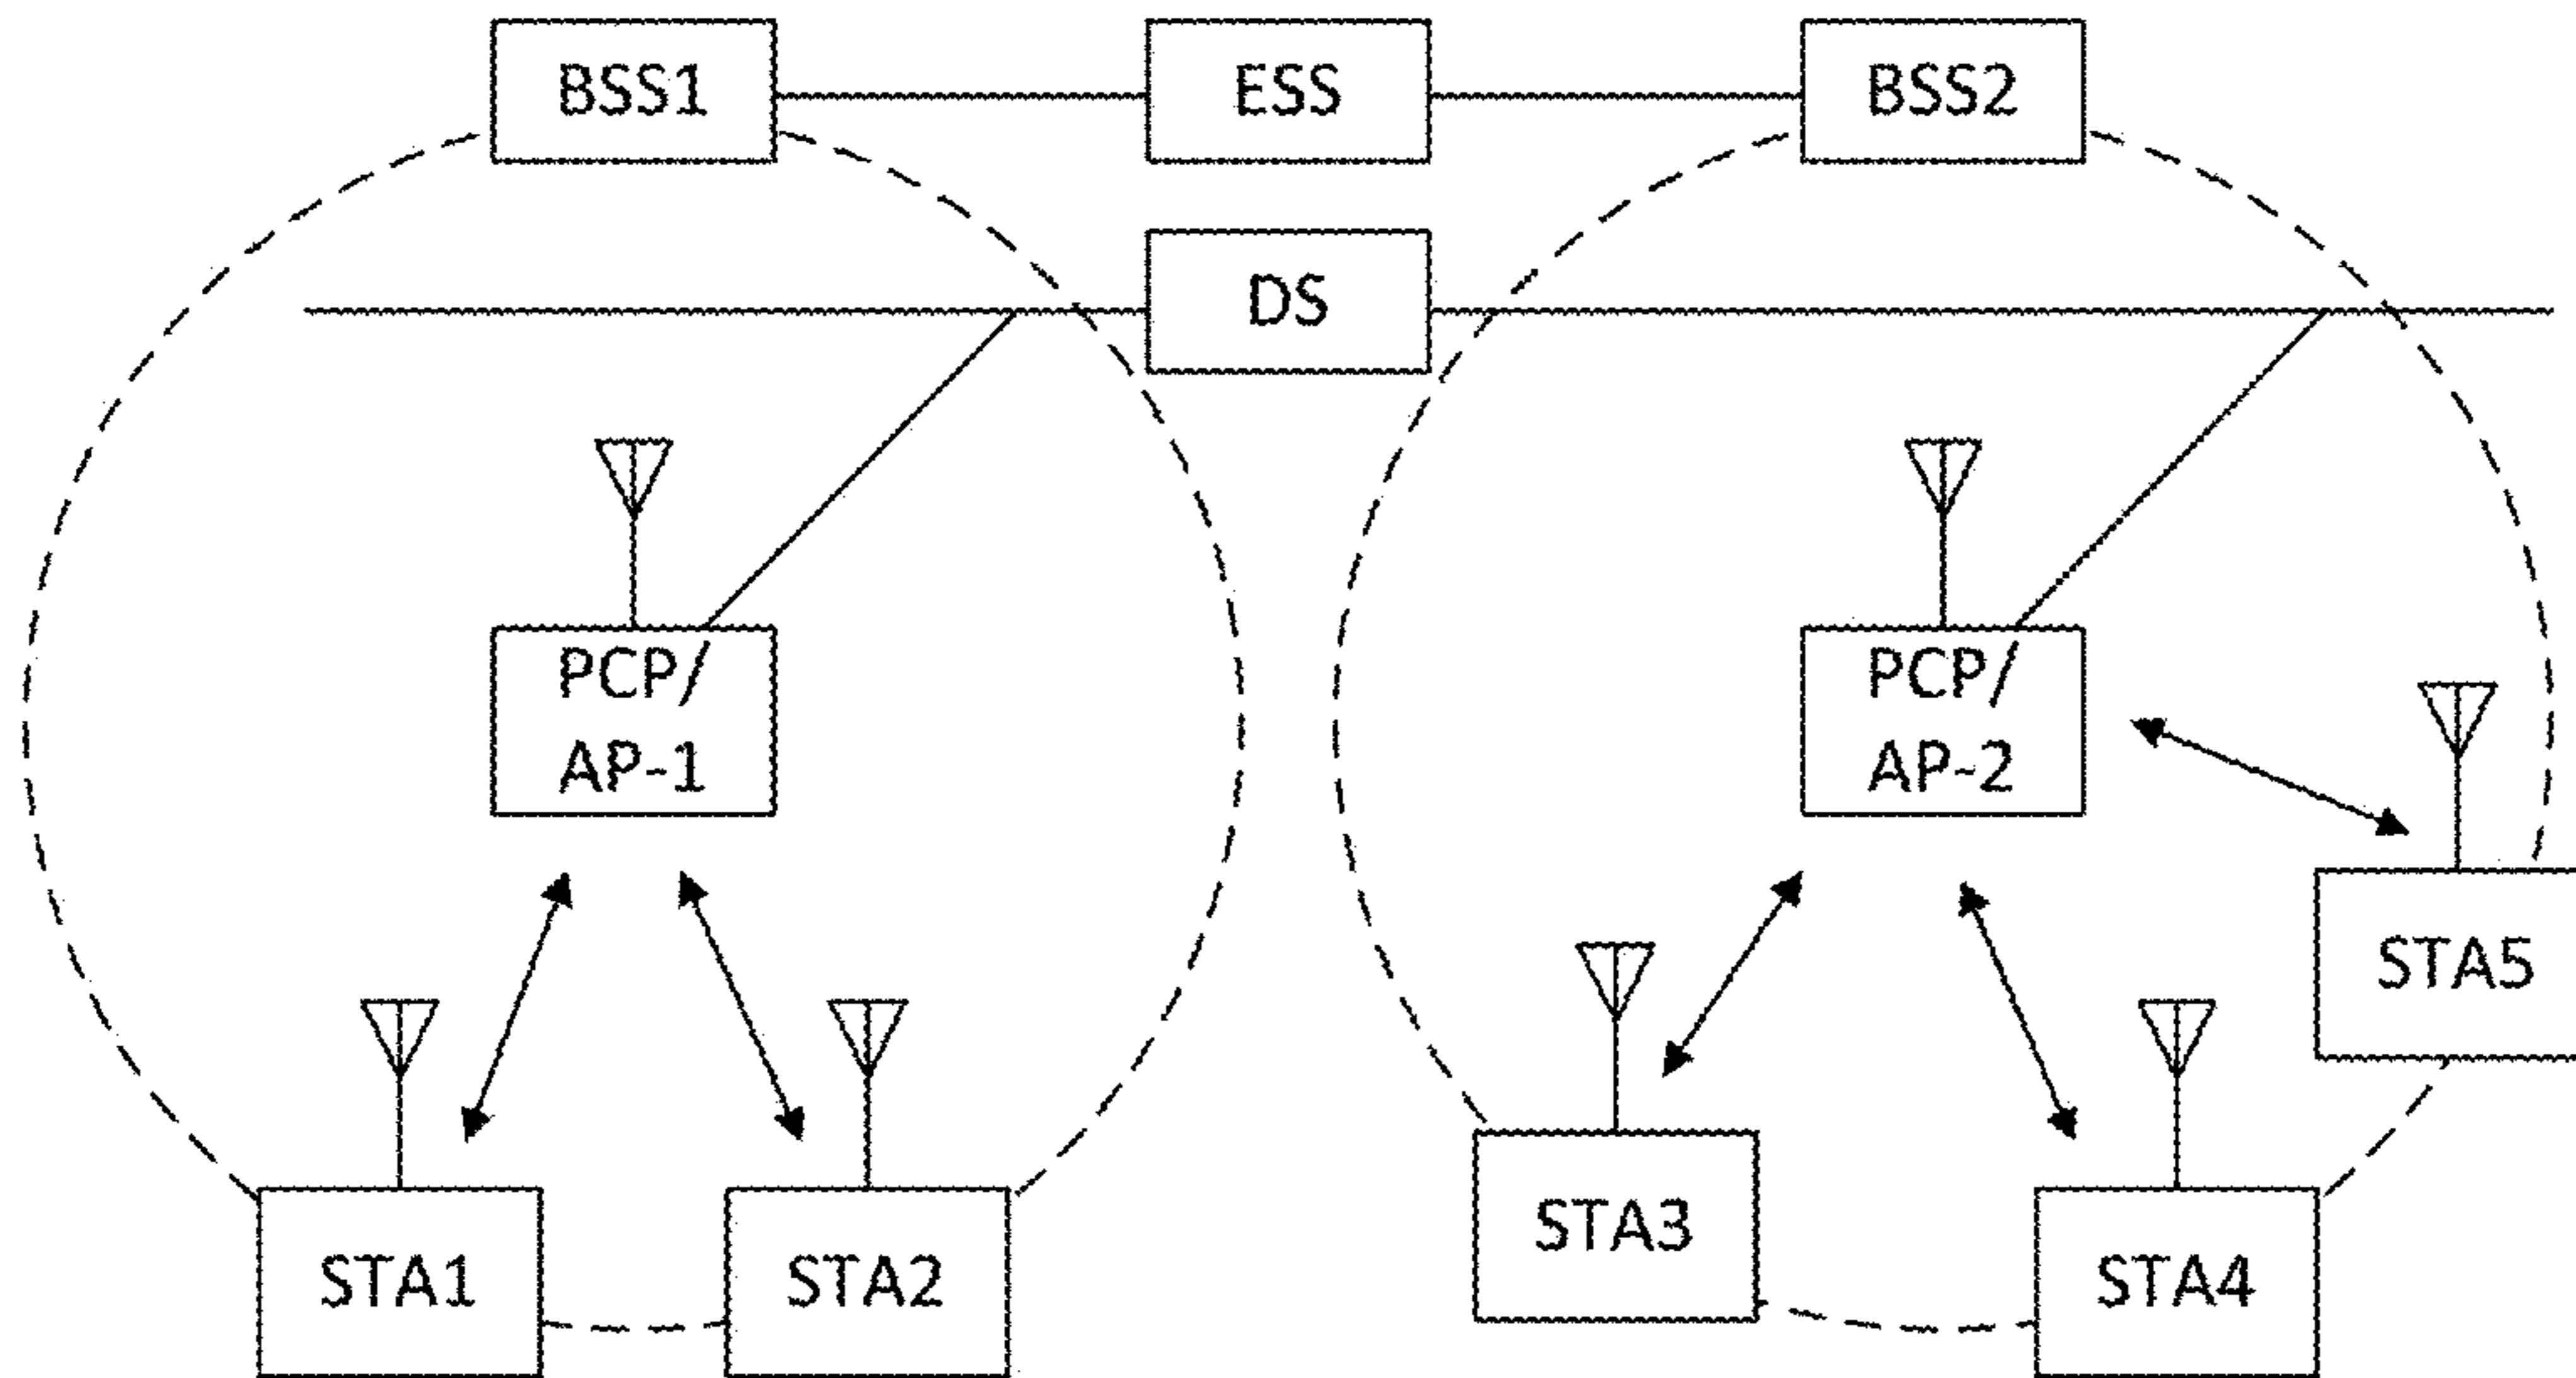 BSS1
ESS
BSS2
DS
PCP/
AP-1
PCP/
AP-2
STA5
STA3
STA4
STA1
STA2